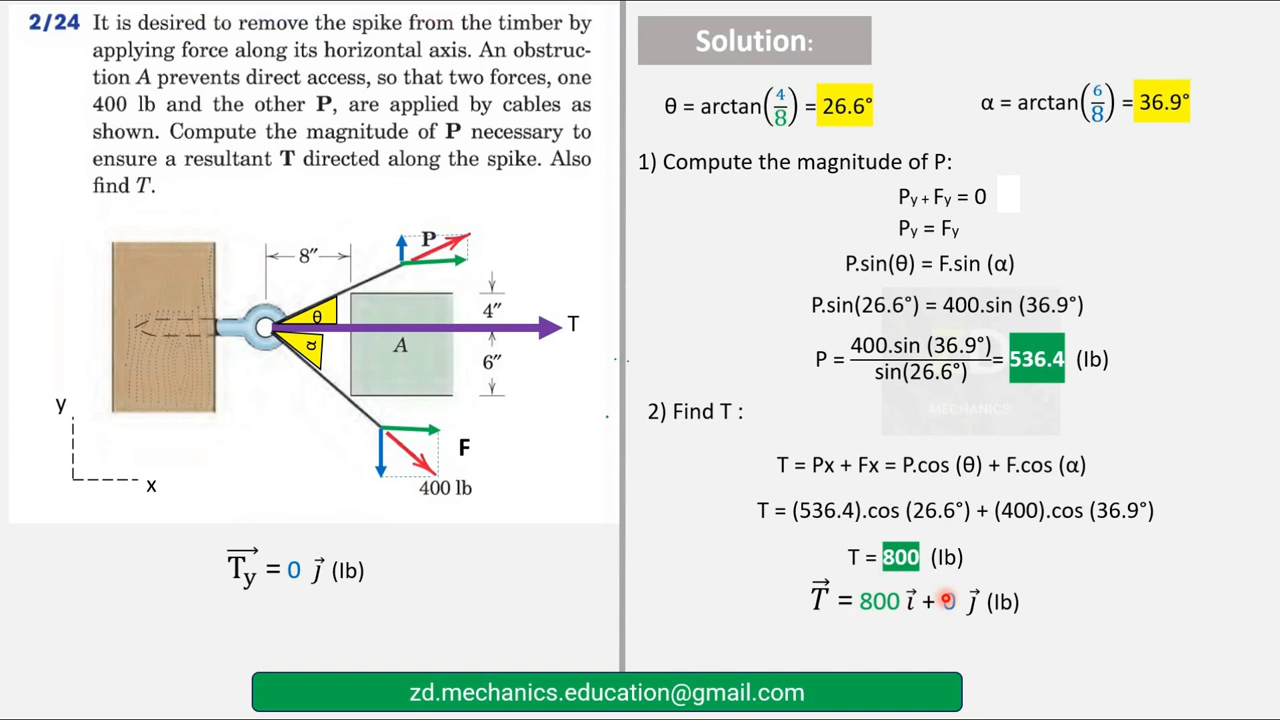 2/24 It is desired to remove the spike from the timber by
applying force along its horizontal axis. An obstruc-
tion A prevents direct access, so that two forces, one
400 lb and the other P, are applied by cables as
shown. Compute the magnitude of P necessary to
ensure a resultant T directed along the spike. Also
find T.
P
8″
θ
4″
T
α
A
6″
y
F
x
400 lb
T⃗y = 0 j⃗ (lb)
Solution:
θ = arctan(4/8) = 26.6°
α = arctan(6/8) = 36.9°
1) Compute the magnitude of P:
Py + Fy = 0
Py = Fy
P.sin(θ) = F.sin (α)
P.sin(26.6°) = 400.sin (36.9°)
P = 400.sin (36.9°)/sin(26.6°) = 536.4 (lb)
MECHANICS
2) Find T :
T = Px + Fx = P.cos (θ) + F.cos (α)
T = (536.4).cos (26.6°) + (400).cos (36.9°)
T = 800 (lb)
T⃗ = 800 i⃗ + 0 j⃗ (lb)
zd.mechanics.education@gmail.com